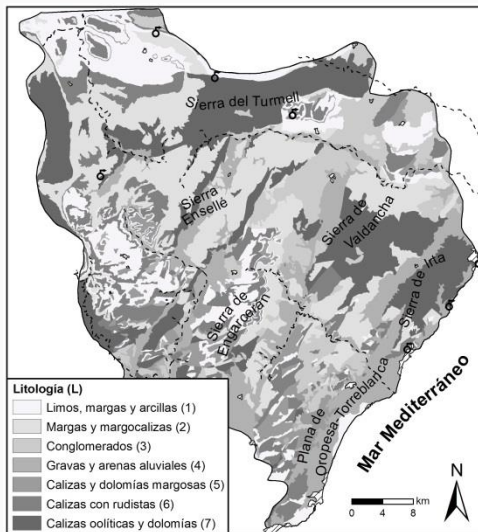 Sierra del Turmell
Sierra
Ensellé
Sierra de
Valdancha
Sierra de Irta
Sierra de
Engarcerán
Plana de
Oropesa-Torreblanca
Mar Mediterráneo
Litología (L)
Limos, margas y arcillas (1)
Margas y margocalizas (2)
Conglomerados (3)
Gravas y arenas aluviales (4)
Calizas y dolomías margosas (5)
Calizas con rudistas (6)
Calizas oolíticas y dolomías (7)
N
km
0 4 8